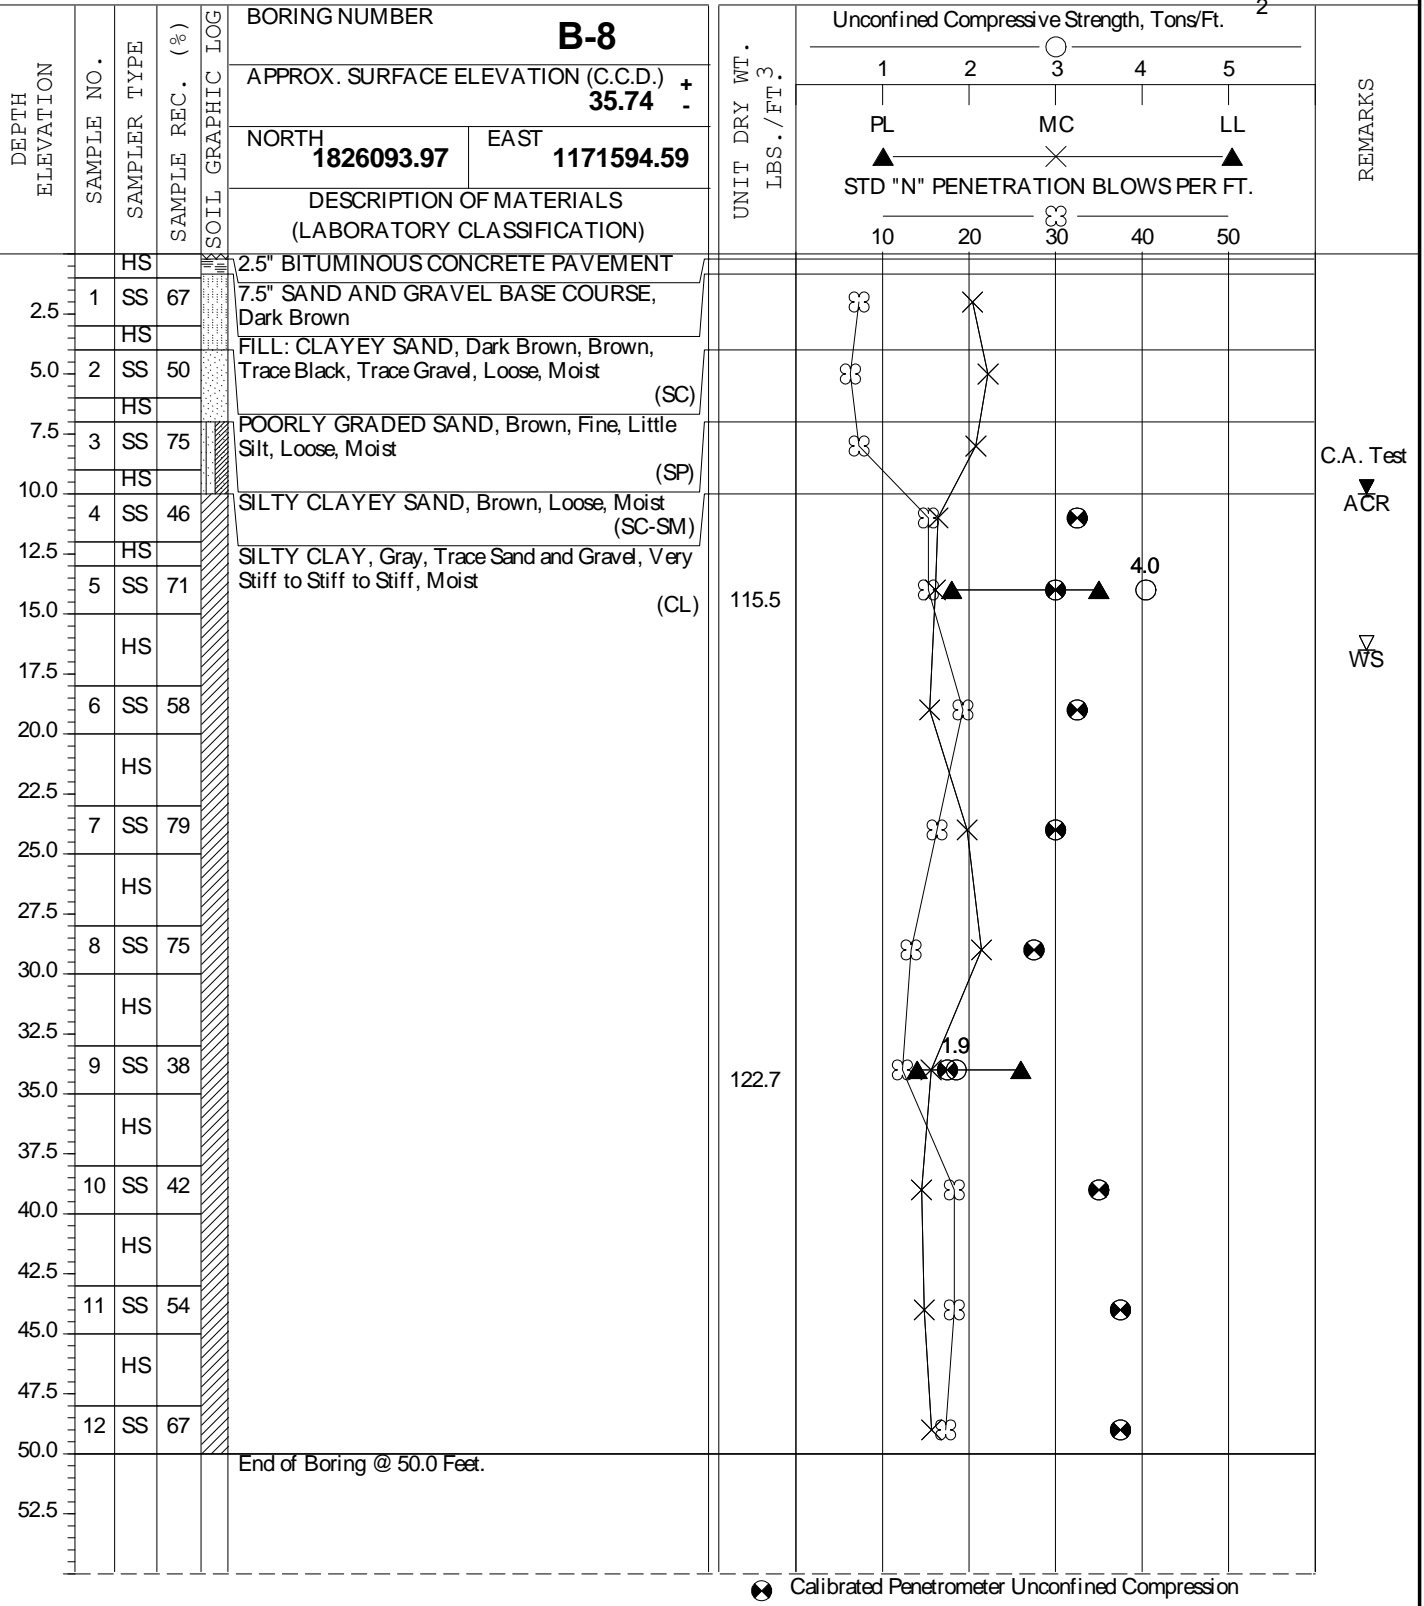 DEPTH
ELEVATION
SAMPLE NO.
SAMPLER TYPE
SAMPLE REC. (%)
SOIL GRAPHIC LOG
BORING NUMBER
B-8
APPROX. SURFACE ELEVATION (C.C.D.) + -
35.74
NORTH 1826093.97
EAST 1171594.59
DESCRIPTION OF MATERIALS
(LABORATORY CLASSIFICATION)
UNIT DRY WT.
LBS./FT 3.
Unconfined Compressive Strength, Tons/Ft. 2
1 2 3 4 5
PL MC LL
STD "N" PENETRATION BLOWS PER FT.
10 20 30 40 50
REMARKS
HS
2.5" BITUMINOUS CONCRETE PAVEMENT
1 SS 67
7.5" SAND AND GRAVEL BASE COURSE,
Dark Brown
2.5
HS
FILL: CLAYEY SAND, Dark Brown, Brown,
Trace Black, Trace Gravel, Loose, Moist
(SC)
5.0
2 SS 50
HS
POORLY GRADED SAND, Brown, Fine, Little
Silt, Loose, Moist
(SP)
7.5
3 SS 75
C.A. Test
HS
10.0
ACR
SILTY CLAYEY SAND, Brown, Loose, Moist
(SC-SM)
4 SS 46
12.5
HS
SILTY CLAY, Gray, Trace Sand and Gravel, Very
Stiff to Stiff to Stiff, Moist
(CL)
4.0
5 SS 71
115.5
15.0
HS
WS
17.5
6 SS 58
20.0
HS
22.5
7 SS 79
25.0
HS
27.5
8 SS 75
30.0
HS
32.5
1.9
9 SS 38
122.7
35.0
HS
37.5
10 SS 42
40.0
HS
42.5
11 SS 54
45.0
HS
47.5
12 SS 67
50.0
End of Boring @ 50.0 Feet.
52.5
Calibrated Penetrometer Unconfined Compression